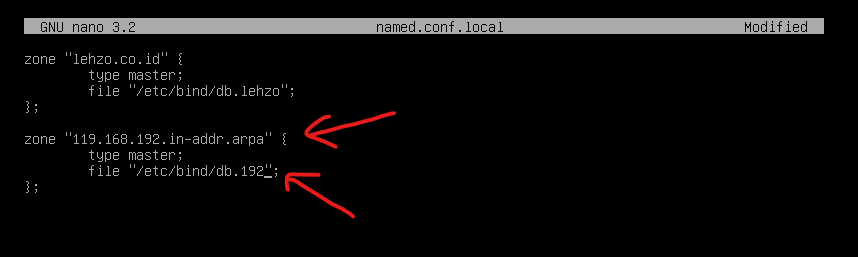 GNU nano 3.2 named.conf.local Modified
zone "lehzo.co.id" {
type master;
file "/etc/bind/db.lehzo";
};
zone "119.168.192.in-addr.arpa" {
type master;
file "/etc/bind/db.192";
};